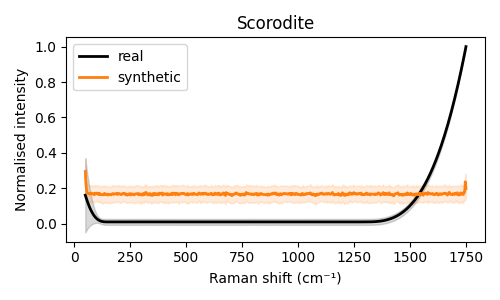 Scorodite
real
synthetic
Normalised intensity
1.0
0.8
0.6
0.4
0.2
0.0
0 250 500 750 1000 1250 1500 1750
Raman shift (cm⁻¹)